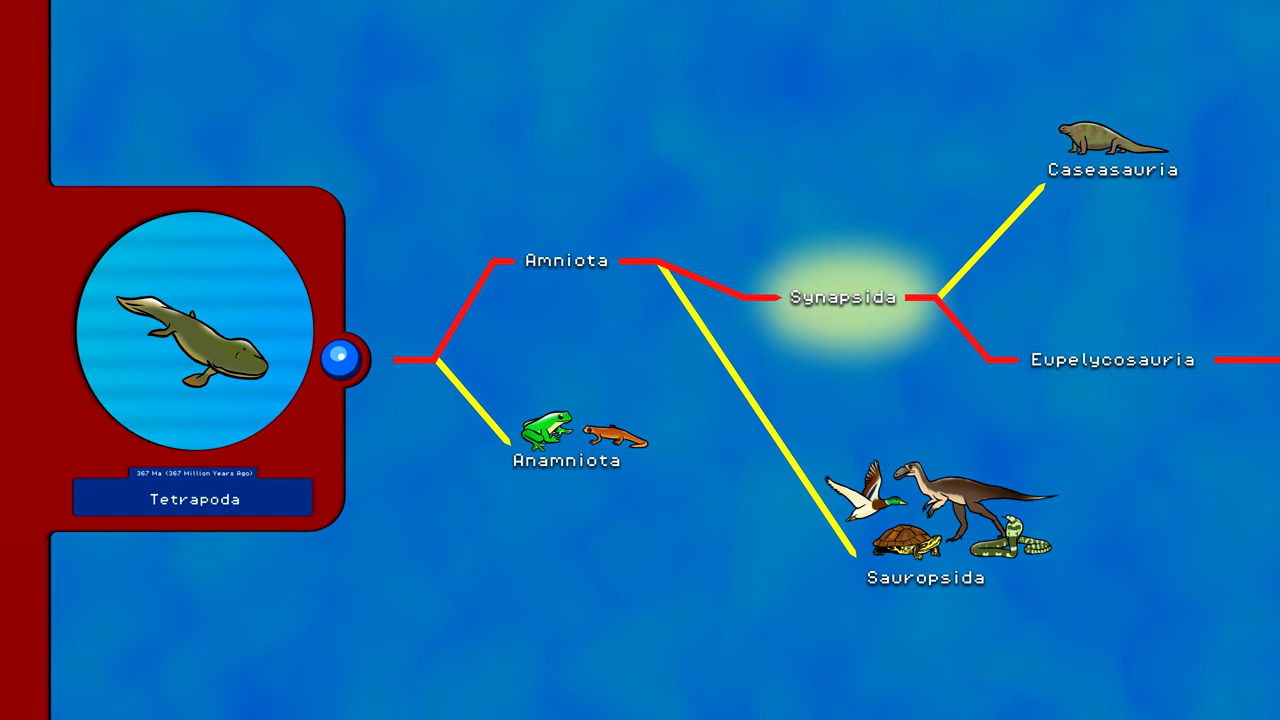 367 Ma (367 Million Years Ago)
Tetrapoda
Amniota
Anamniota
Synapsida
Sauropsida
Caseasauria
Eupelycosauria